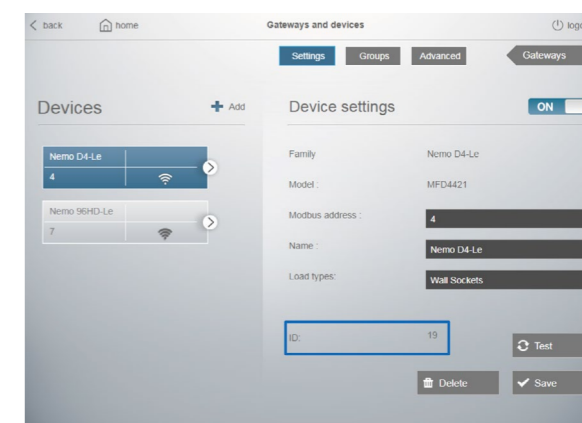 back home Gateways and devices
Settings Groups Advanced Gateways
Devices Add Device settings ON
Nemo D4-Le
4
Nemo 96HD-Le
7
Family Nemo D4-Le
Model : MFD4421
Modbus address : 4
Name : Nemo D4-Le
Load types: Wall Sockets
ID: 19
Test
Delete Save